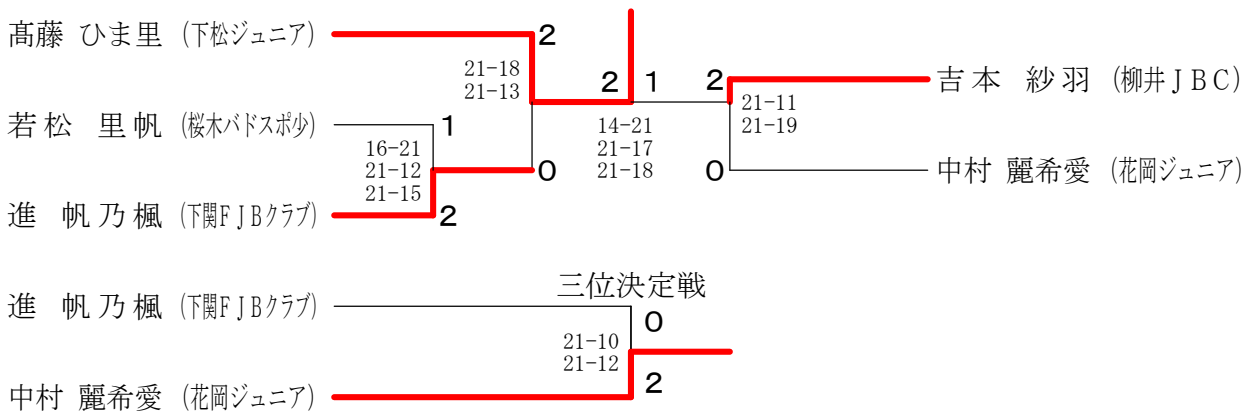 髙藤 ひま里 (下松ジュニア)
2
21-18
21-13
2
1
2
吉本 紗羽 (柳井JBC)
21-11
21-19
若松 里帆 (桜木バドスポ少)
1
16-21
21-12
21-15
0
14-21
21-17
21-18
0
中村 麗希愛 (花岡ジュニア)
進 帆乃楓 (下関FJBクラブ)
2
三位決定戦
進 帆乃楓 (下関FJBクラブ)
0
21-10
21-12
2
中村 麗希愛 (花岡ジュニア)